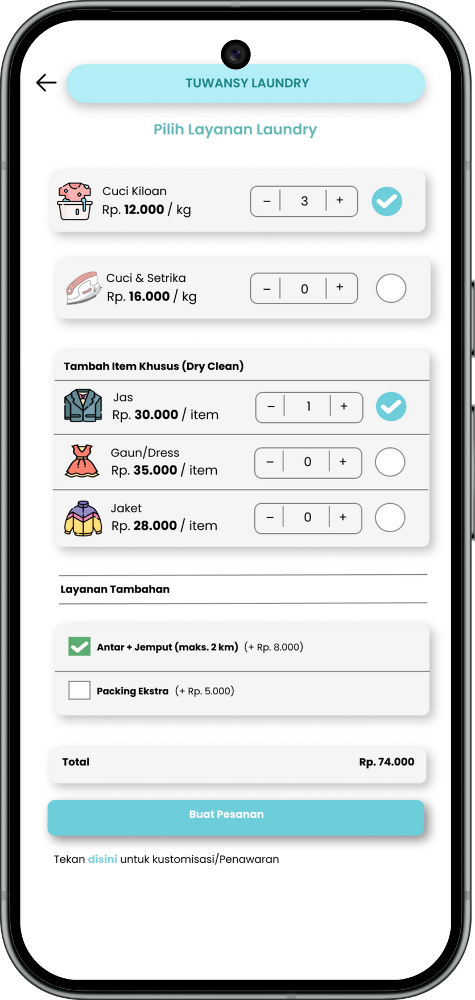 TUWANSY LAUNDRY
Pilih Layanan Laundry
Cuci Kiloan
Rp. 12.000 / kg
- 3 +
Cuci & Setrika
Rp. 16.000 / kg
- 0 +
Tambah Item Khusus (Dry Clean)
Jas
Rp. 30.000 / item
- 1 +
Gaun/Dress
Rp. 35.000 / item
- 0 +
Jaket
Rp. 28.000 / item
- 0 +
Layanan Tambahan
Antar + Jemput (maks. 2 km) (+ Rp. 8.000)
Packing Ekstra (+ Rp. 5.000)
Total Rp. 74.000
Buat Pesanan
Tekan disini untuk kustomisasi/Penawaran